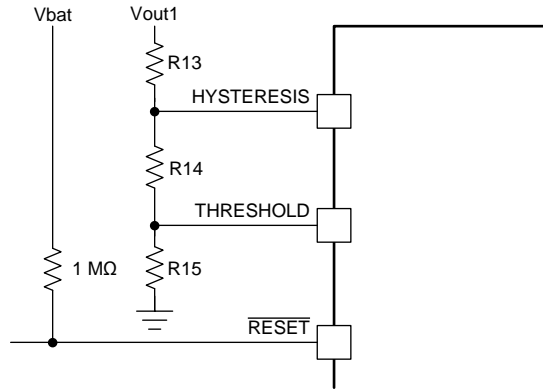 Vbat Vout1
R13
HYSTERESIS
R14
THRESHOLD
1 MΩ R15
RESET